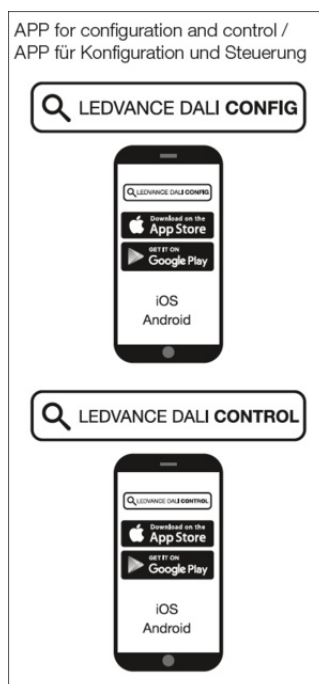 APP for configuration and control /
APP für Konfiguration und Steuerung
LEDVANCE DALI CONFIG
LEDVANCE DALI CONFIG
Download on the
App Store
GET IT ON
Google Play
iOS
Android
LEDVANCE DALI CONTROL
LEDVANCE DALI CONTROL
Download on the
App Store
GET IT ON
Google Play
iOS
Android